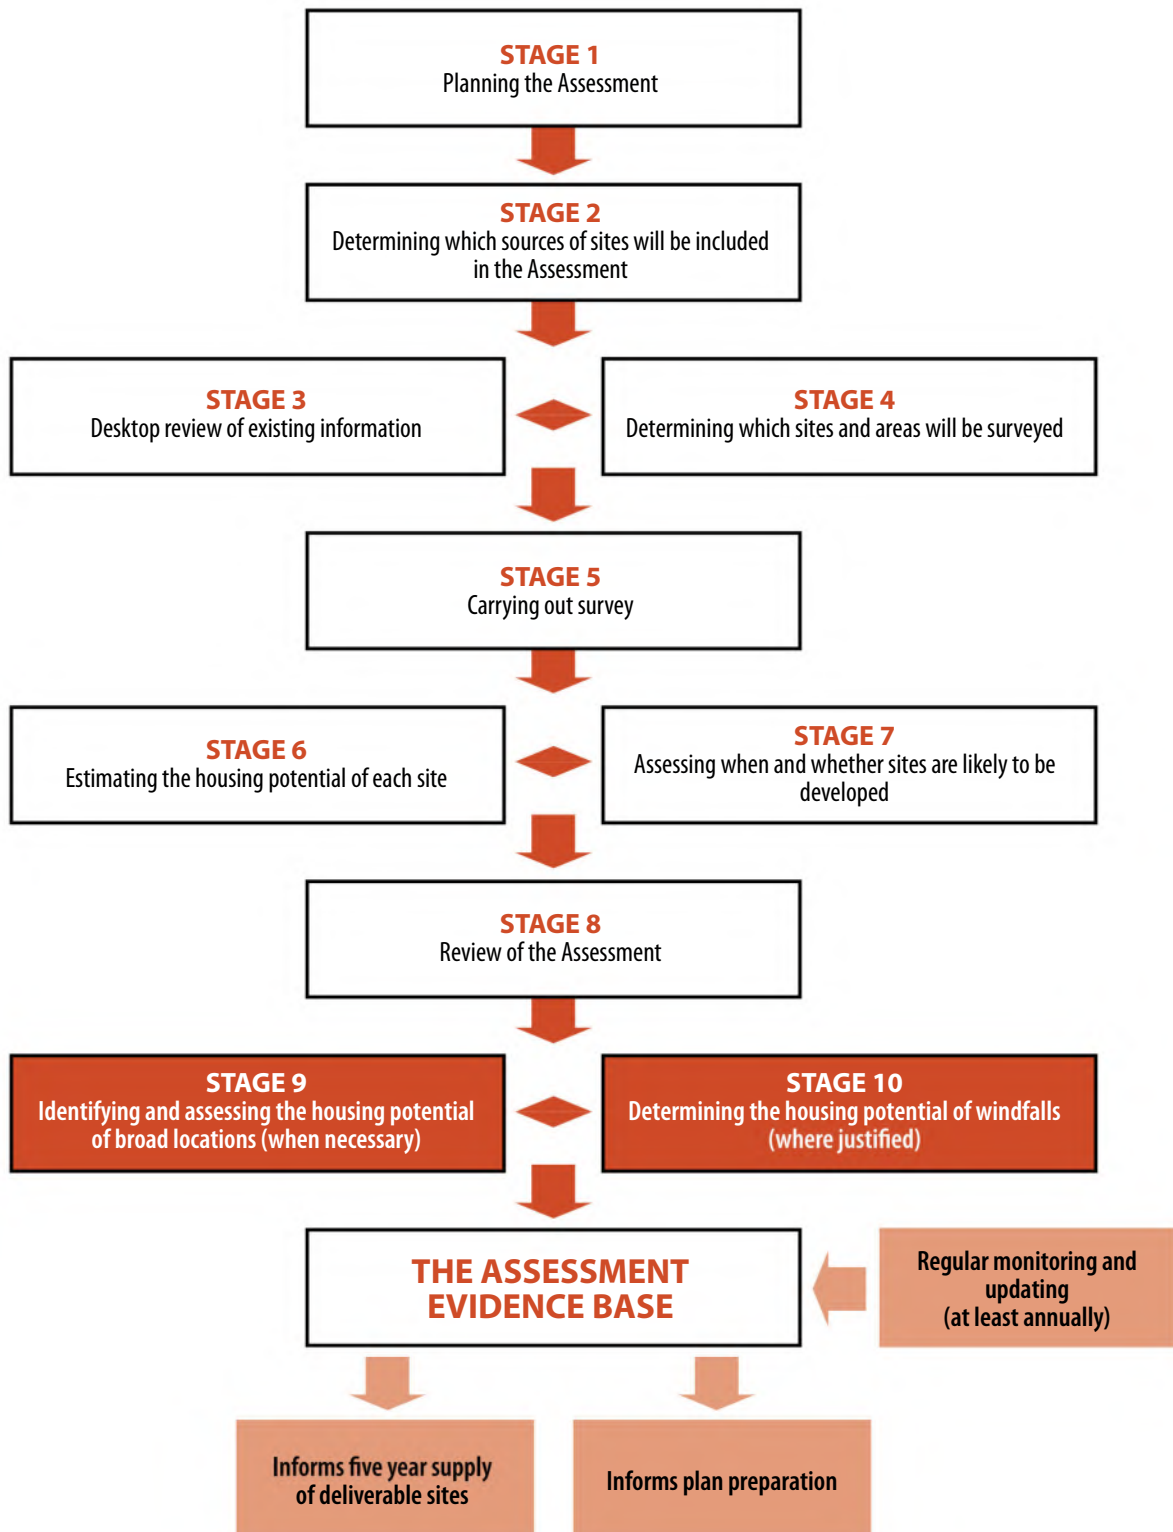 STAGE 1
Planning the Assessment
STAGE 2
Determining which sources of sites will be included
in the Assessment
STAGE 3
Desktop review of existing information
STAGE 4
Determining which sites and areas will be surveyed
STAGE 5
Carrying out survey
STAGE 6
Estimating the housing potential of each site
STAGE 7
Assessing when and whether sites are likely to be
developed
STAGE 8
Review of the Assessment
STAGE 9
Identifying and assessing the housing potential
of broad locations (when necessary)
STAGE 10
Determining the housing potential of windfalls
(where justified)
THE ASSESSMENT
EVIDENCE BASE
Regular monitoring and
updating
(at least annually)
Informs five year supply
of deliverable sites
Informs plan preparation